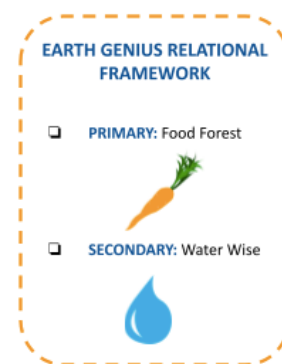 EARTH GENIUS RELATIONAL
FRAMEWORK
❑ PRIMARY: Food Forest
❑ SECONDARY: Water Wise